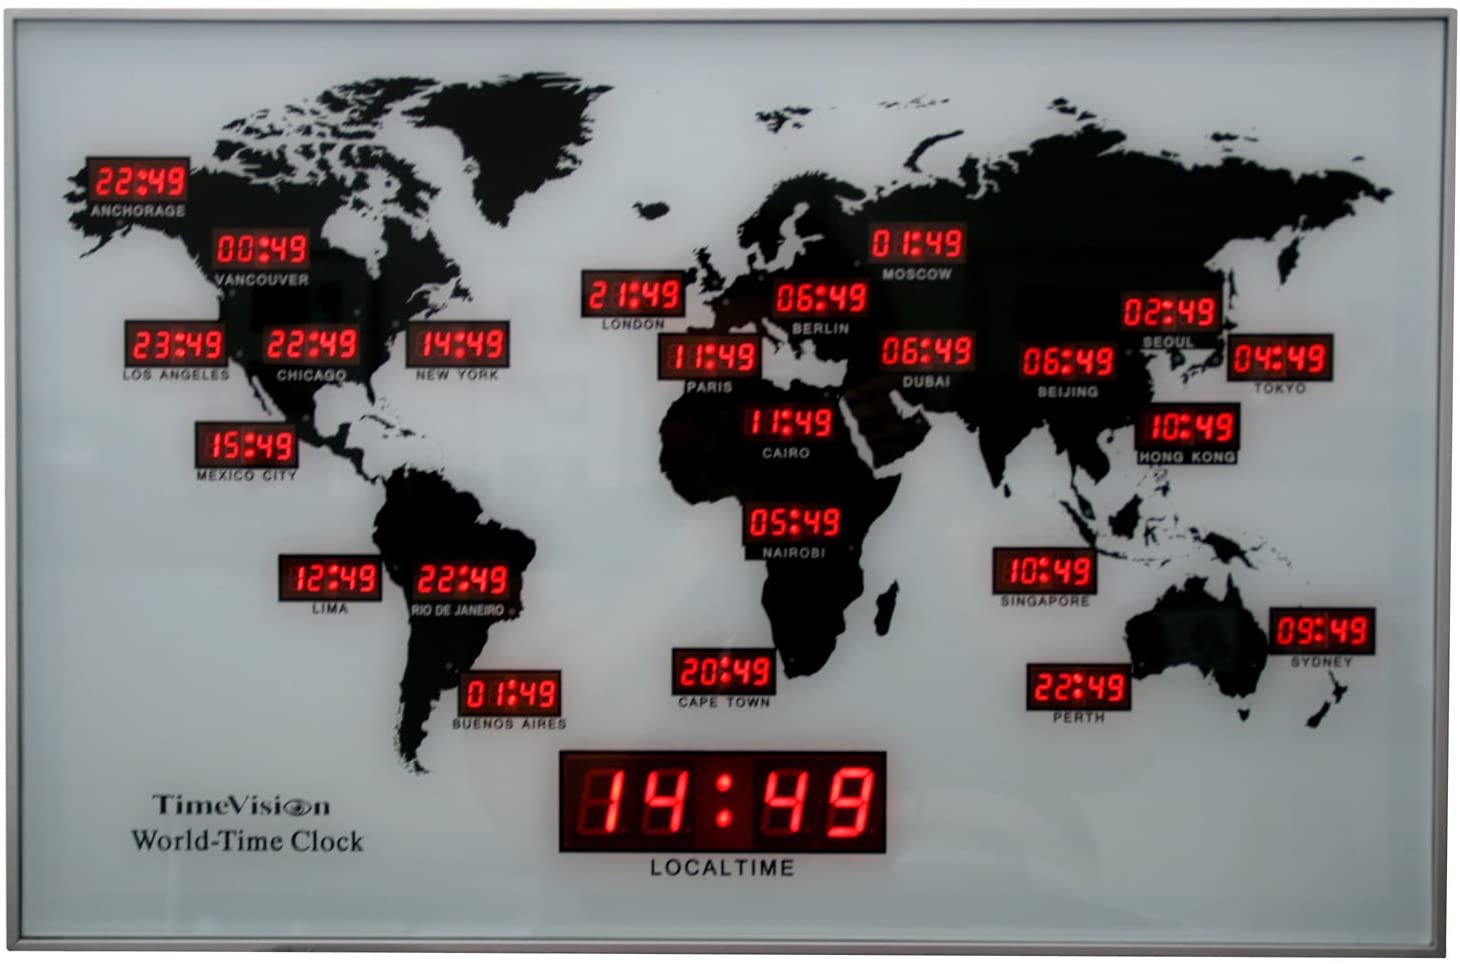 22:49
ANCHORAGE
00:49
VANCOUVER
01:49
MOSCOW
21:49
LONDON
06:49
BERLIN
02:49
SEOUL
23:49
LOS ANGELES
22:49
CHICAGO
14:49
NEW YORK
11:49
PARIS
06:49
DUBAI
06:49
BEIJING
04:49
TOKYO
15:49
MEXICO CITY
11:49
CAIRO
10:49
HONG KONG
05:49
NAIROBI
12:49
LIMA
22:49
RIO DE JANEIRO
10:49
SINGAPORE
09:49
SYDNEY
01:49
BUENOS AIRES
20:49
CAPE TOWN
22:49
PERTH
14:49
LOCALTIME
TimeVision
World-Time Clock